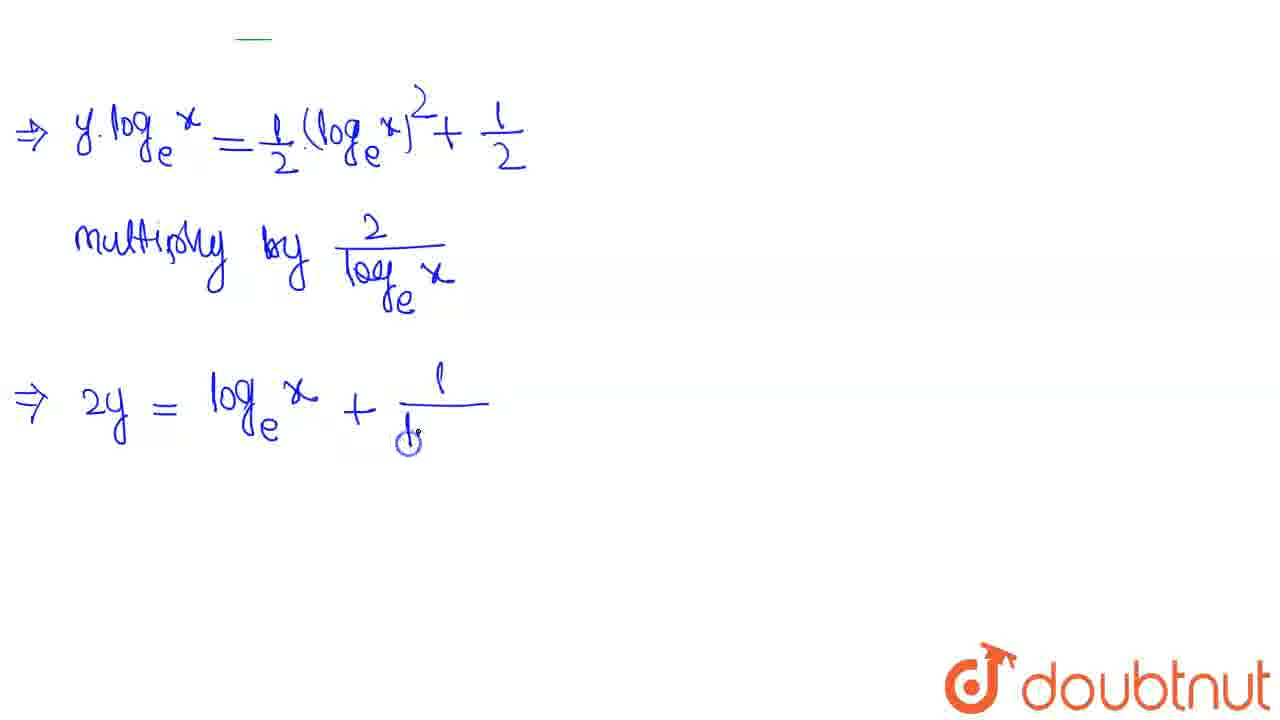 ⇒ y.log_e x = 1/2 (log_e x)^2 + 1/2
multiply by 2/log_e x
⇒ 2y = log_e x + 1/l
doubtnut